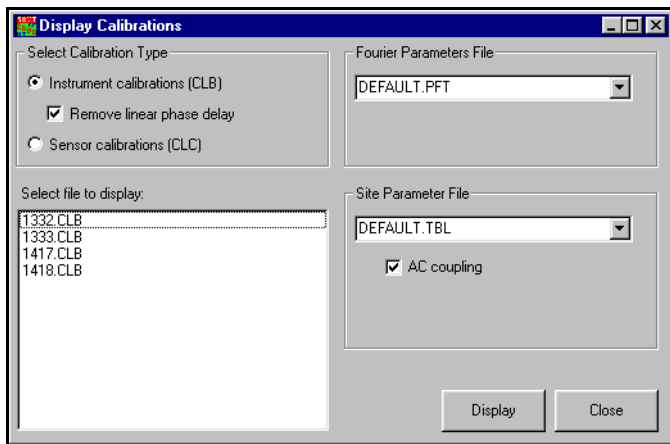 Display Calibrations
Select Calibration Type
Instrument calibrations (CLB)
Remove linear phase delay
Sensor calibrations (CLC)
Fourier Parameters File
DEFAULT.PFT
Select file to display:
1332.CLB
1333.CLB
1417.CLB
1418.CLB
Site Parameter File
DEFAULT.TBL
AC coupling
Display
Close